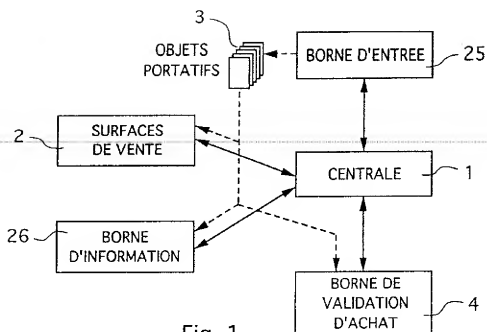 3
OBJETS
PORTATIFS
BORNE D'ENTREE
25
2
SURFACES
DE VENTE
CENTRALE
1
26
BORNE
D'INFORMATION
BORNE DE
VALIDATION
D'ACHAT
4
Fig. 1